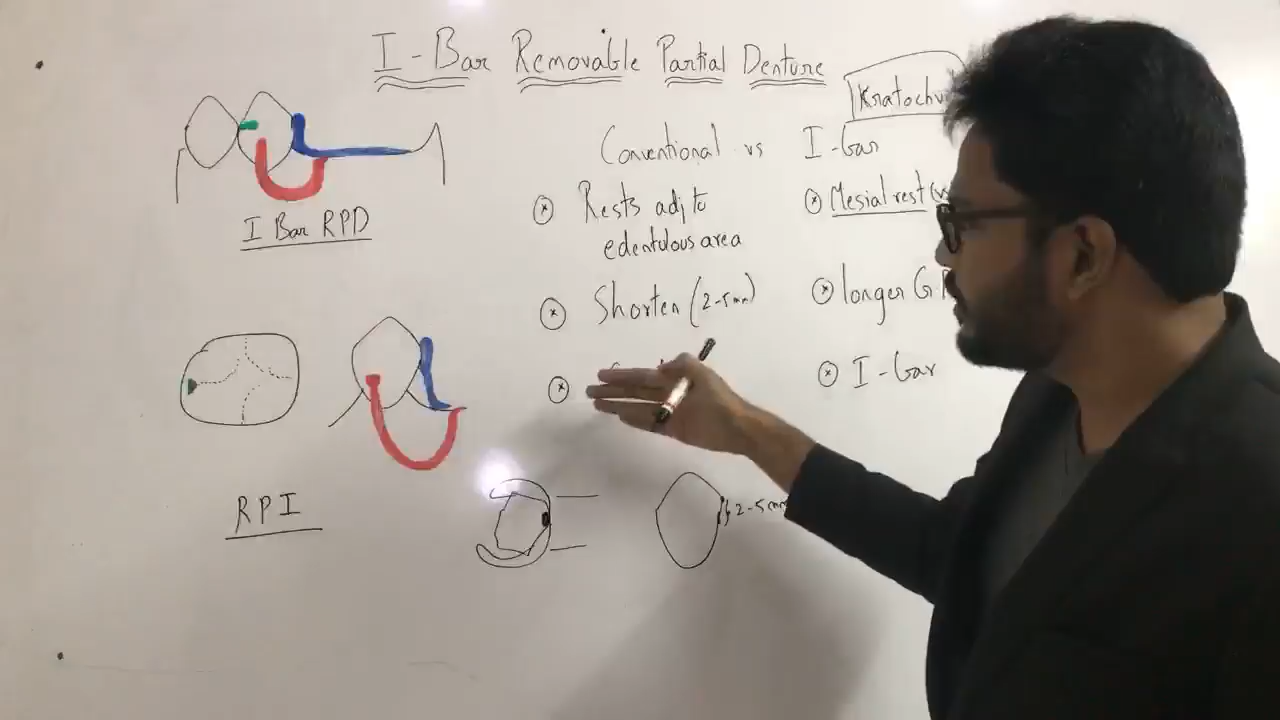 I-Bar Removable Partial Denture
Kratochv
Conventional vs I-bar
Rests adj to
edentulous area
Mesial rest
Shorten (2-5mm)
longer G.P
I-bar
I Bar RPD
RPI
2-5mm